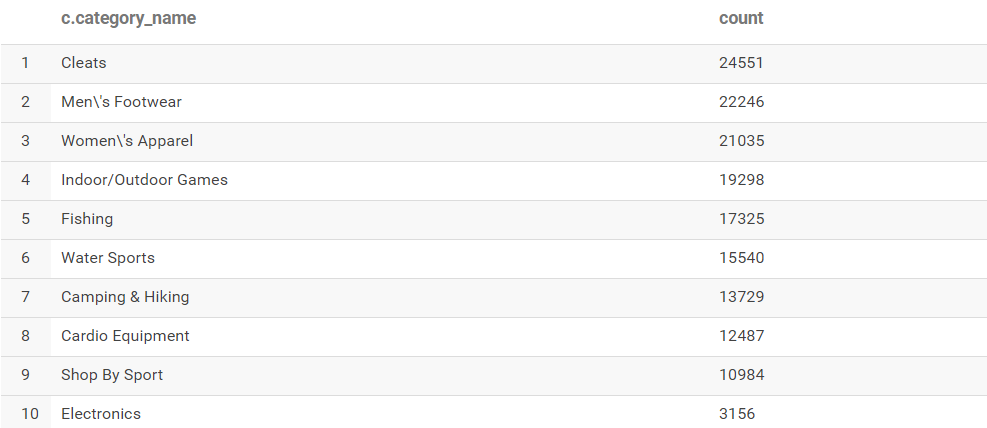 c.category_name count
1 Cleats 24551
2 Men\'s Footwear 22246
3 Women\'s Apparel 21035
4 Indoor/Outdoor Games 19298
5 Fishing 17325
6 Water Sports 15540
7 Camping & Hiking 13729
8 Cardio Equipment 12487
9 Shop By Sport 10984
10 Electronics 3156